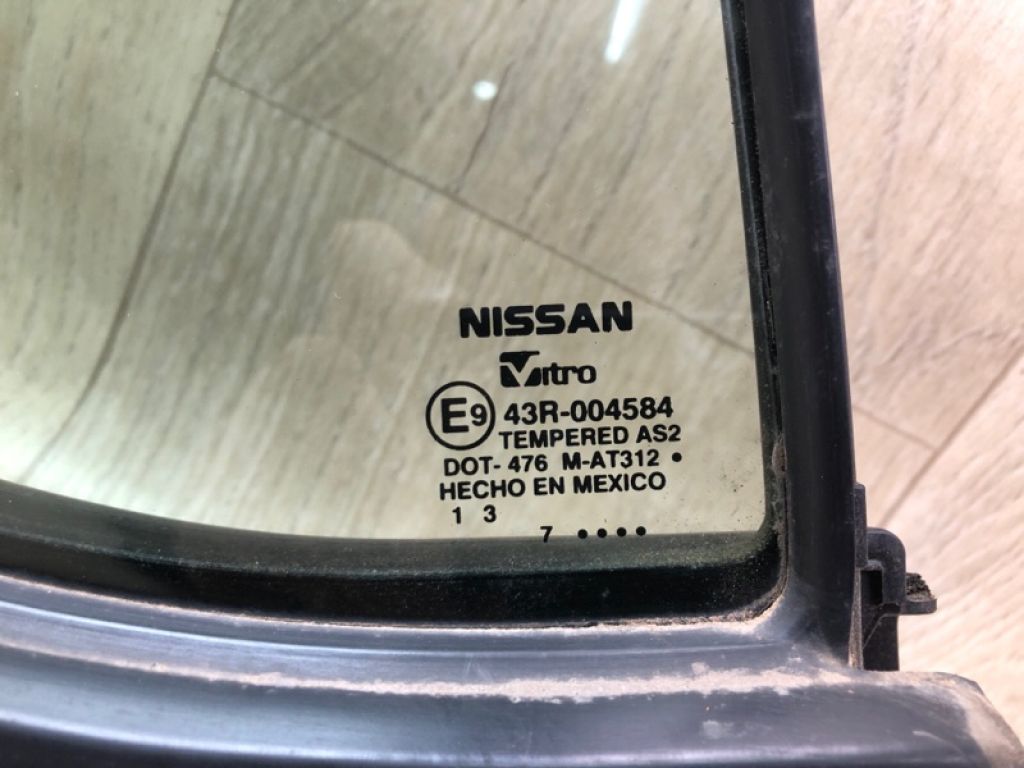 NISSAN
Vitro
E9 43R-004584
TEMPERED AS2
DOT- 476 M-AT312 •
HECHO EN MEXICO
1 3
7 ••••